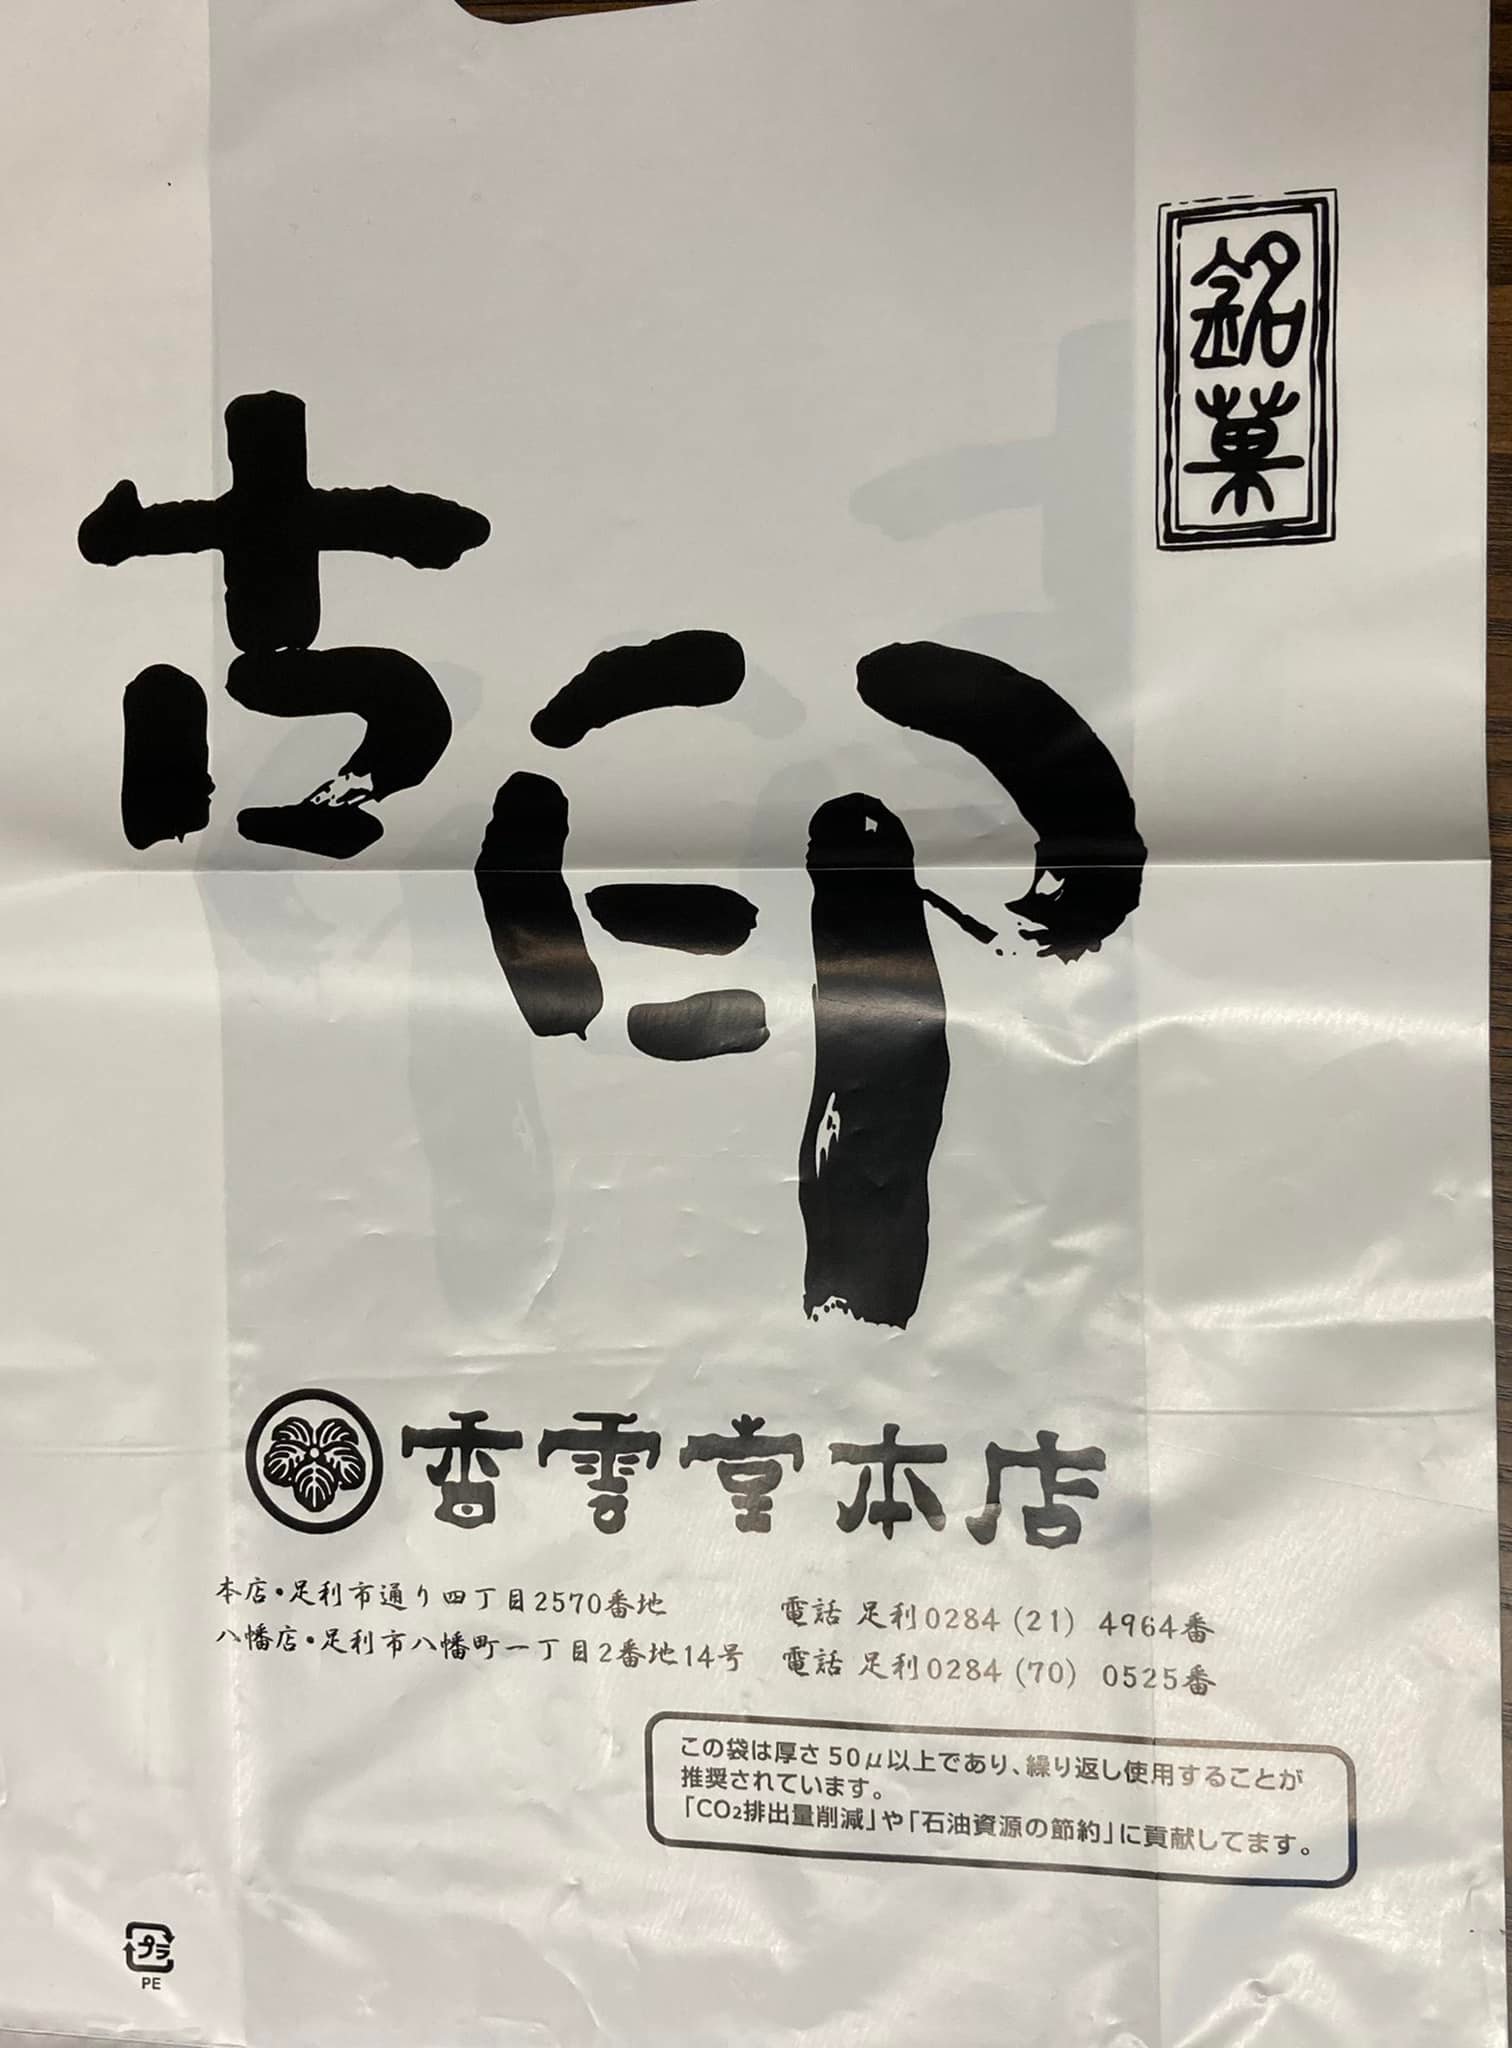 銘菓
古印
香雲堂本店
本店・足利市通り四丁目2570番地 電話 足利0284(21)4964番
八幡店・足利市八幡町一丁目2番地14号 電話 足利0284(70)0525番
この袋は厚さ50μ以上であり、繰り返し使用することが
推奨されています。
「CO₂排出量削減」や「石油資源の節約」に貢献してます。
プラ
PE